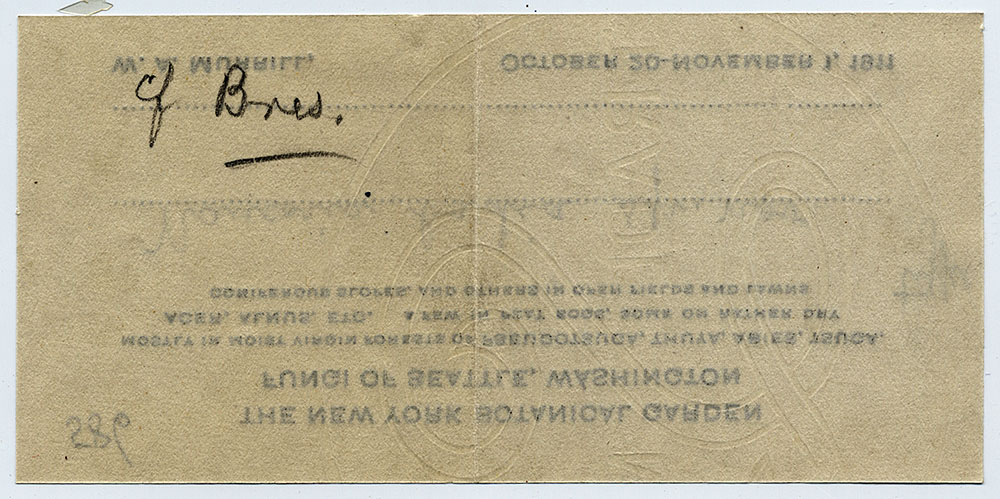 cf Bres.
THE NEW YORK BOTANICAL GARDEN
FUNGI OF SEATTLE, WASHINGTON
MOSTLY IN MOIST VIRGIN FORESTS OF PSEUDOTSUGA, THUYA, ABIES, TSUGA,
ACER, ALNUS, ETC. A FEW IN PEAT BOGS, SOME ON RATHER DRY
CONIFEROUS SLOPES, AND OTHERS IN OPEN FIELDS AND LAWNS
W. A. MURRILL, OCTOBER 20-NOVEMBER 1, 1911